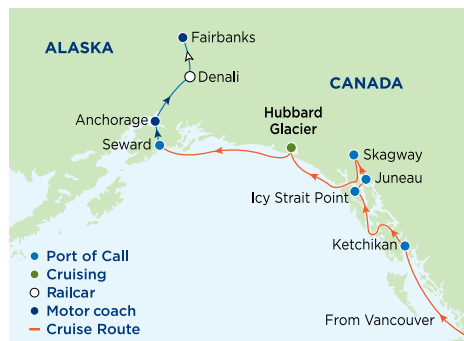 Fairbanks
ALASKA
Denali
CANADA
Hubbard
Glacier
Anchorage
Seward
Skagway
Juneau
Icy Strait Point
Ketchikan
Port of Call
Cruising
Railcar
Motor coach
Cruise Route
From Vancouver